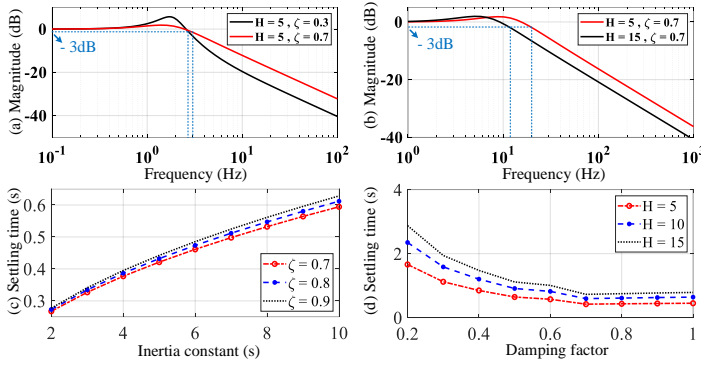 0
-20
-40
(a) Magnitude (dB)
- 3dB
H = 5 , ζ = 0.3
H = 5 , ζ = 0.7
10^-1
10^0
10^1
10^2
Frequency (Hz)
0
-20
-40
(b) Magnitude (dB)
- 3dB
H = 5 , ζ = 0.7
H = 15 , ζ = 0.7
10^0
10^1
10^2
10^3
Frequency (Hz)
0.6
0.5
0.4
0.3
(c) Settling time (s)
ζ = 0.7
ζ = 0.8
ζ = 0.9
2
4
6
8
10
Inertia constant (s)
4
2
0
(d) Settling time (s)
H = 5
H = 10
H = 15
0.2
0.4
0.6
0.8
1
Damping factor